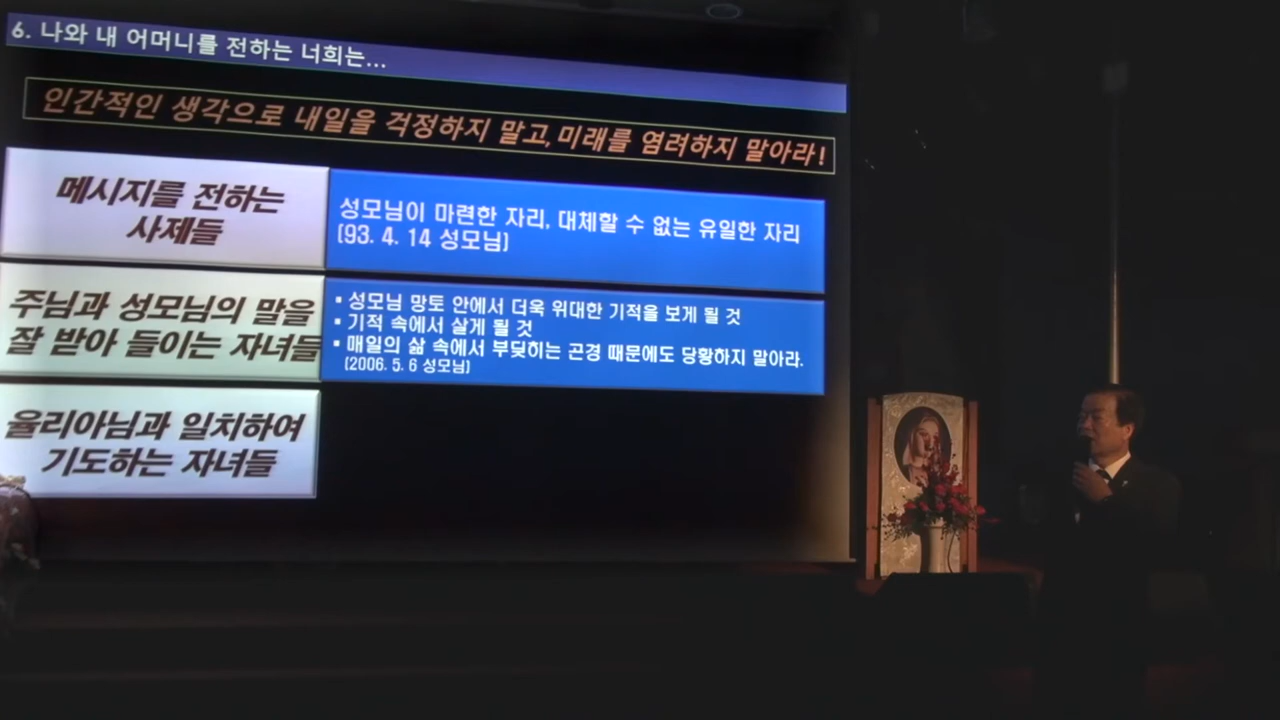 6. 나와 내 어머니를 전하는 너희는...
인간적인 생각으로 내일을 걱정하지 말고, 미래를 염려하지 말아라!
메시지를 전하는
사제들
성모님이 마련한 자리, 대체할 수 없는 유일한 자리
(93. 4. 14 성모님)
주님과 성모님의 말을
잘 받아 들이는 자녀들
▪ 성모님 망토 안에서 더욱 위대한 기적을 보게 될 것
▪ 기적 속에서 살게 될 것
▪ 매일의 삶 속에서 부딪히는 곤경 때문에도 당황하지 말아라.
(2006. 5. 6 성모님)
율리아님과 일치하여
기도하는 자녀들